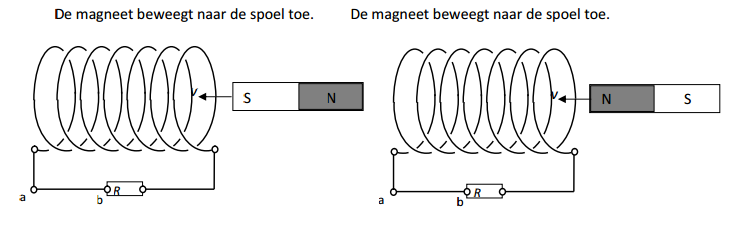 De magneet beweegt naar de spoel toe.
v
S
N
R
a
b
De magneet beweegt naar de spoel toe.
v
N
S
R
a
b